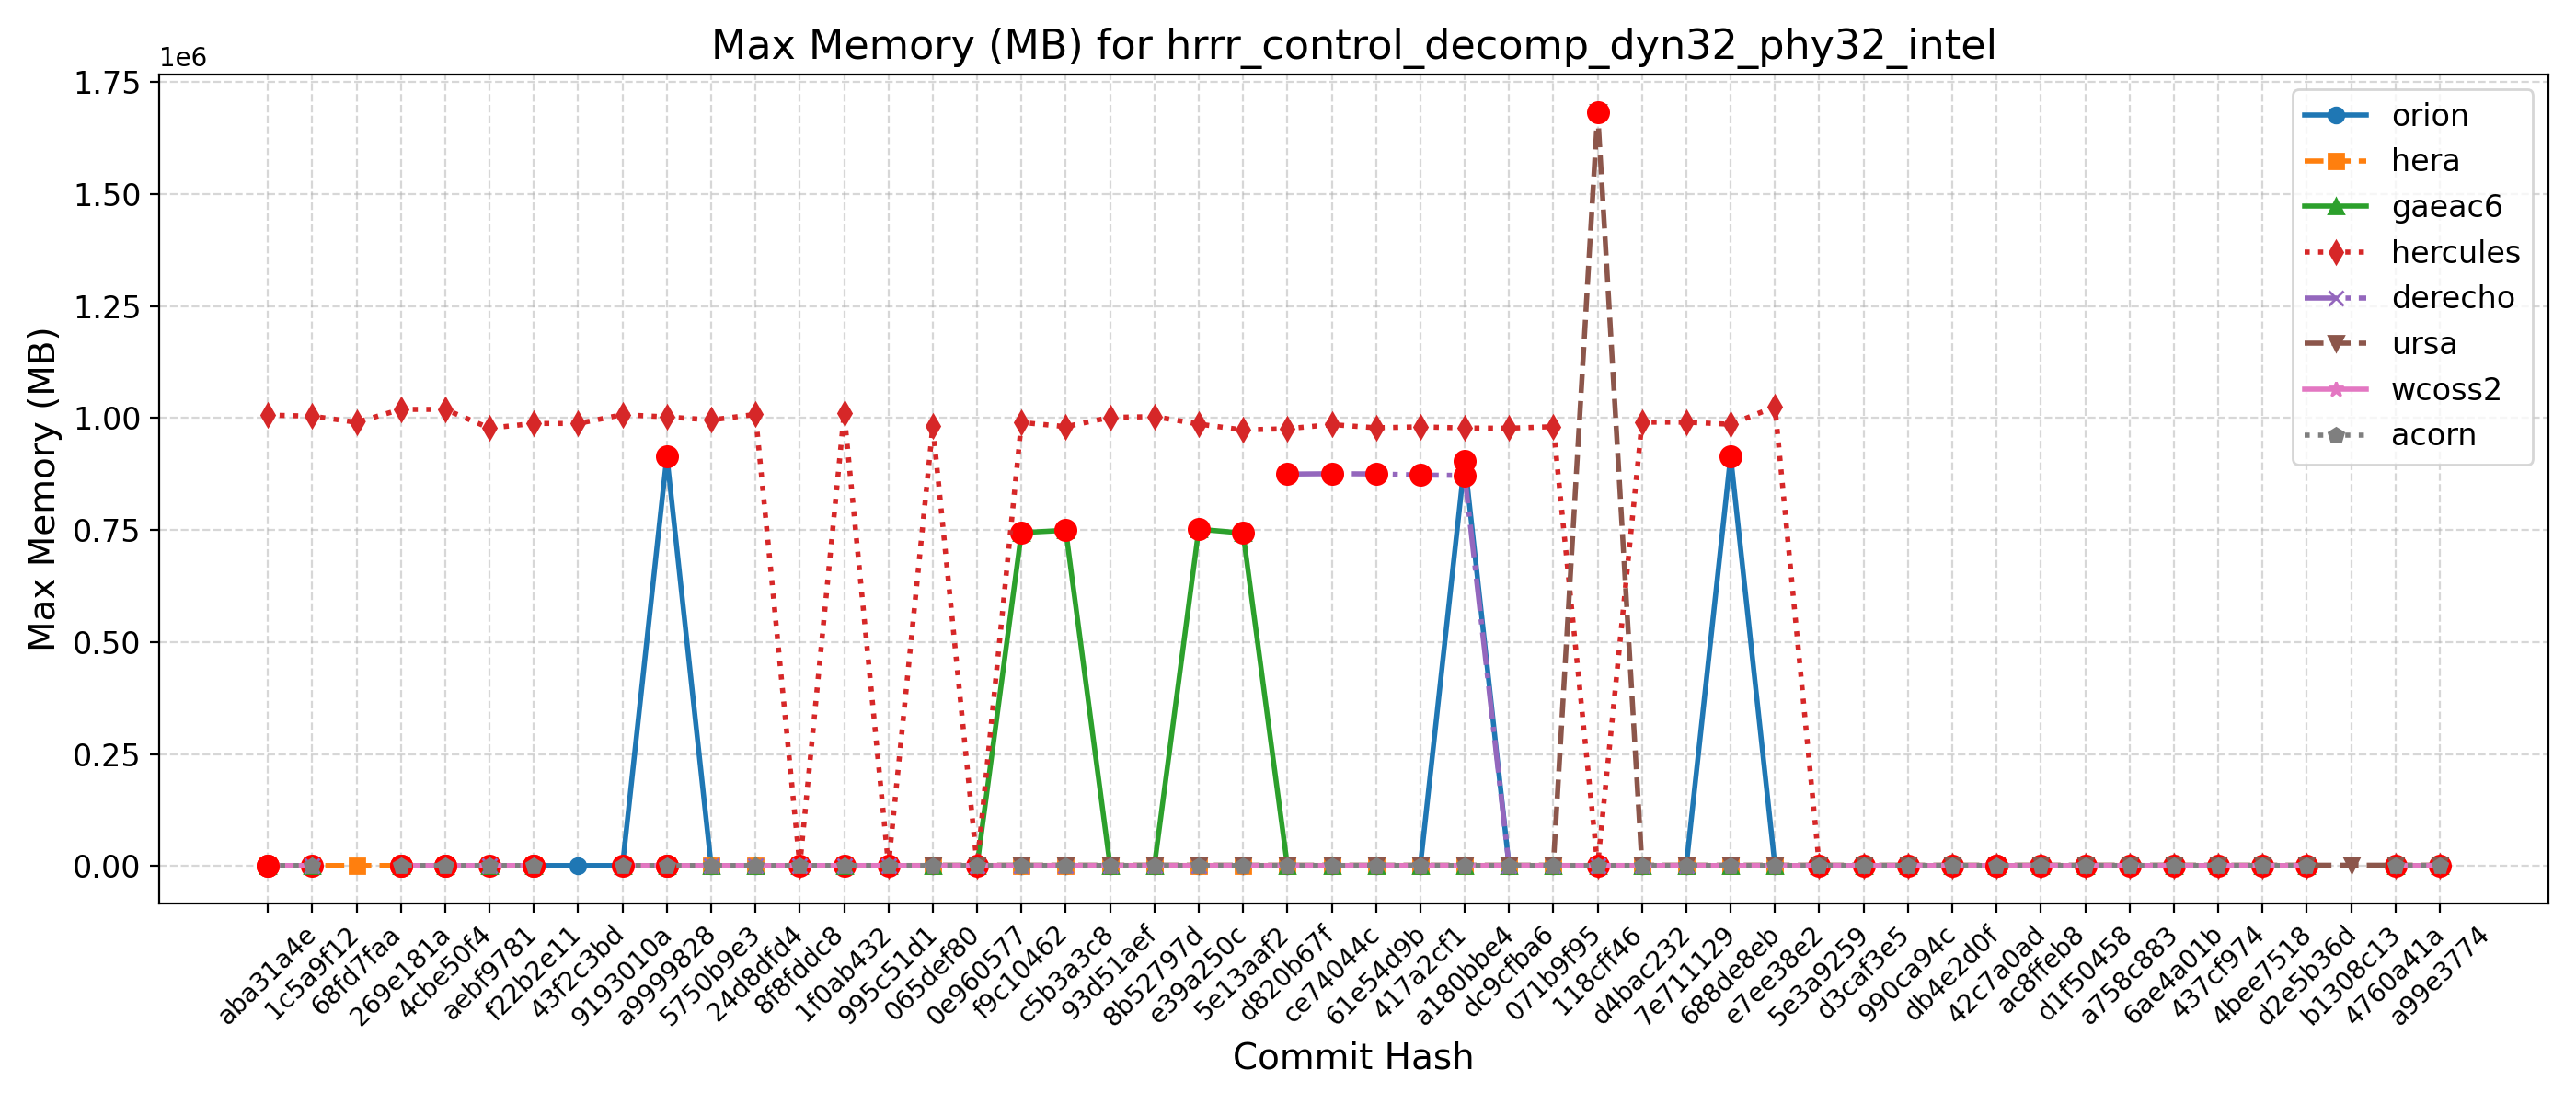 Max Memory (MB) for hrrr_control_decomp_dyn32_phy32_intel
1e6
1.75
1.50
1.25
1.00
0.75
0.50
0.25
0.00
Max Memory (MB)
orion
hera
gaeac6
hercules
derecho
ursa
wcoss2
acorn
aba31a4e
1c5a9f12
68fd7faa
269e181a
4cbe50f4
aebf9781
f22b2e11
43f2c3bd
9193010a
a9999828
5750b9e3
24d8dfd4
8f8fddc8
1f0ab432
995c51d1
065def80
0e960577
f9c10462
c5b3a3c8
93d51aef
8b52797d
e39a250c
5e13aaf2
d820b67f
ce74044c
61e54d9b
417a2cf1
a180bbe4
dc9cfba6
071b9f95
118cff46
d4bac232
7e711129
688de8eb
e7ee38e2
5e3a9259
d3caf3e5
990ca94c
db4e2d0f
42c7a0ad
ac8ffeb8
d1f50458
a758c883
6ae4a01b
437cf974
4bee7518
d2e5b36d
b1308c13
4760a41a
a99e3774
Commit Hash